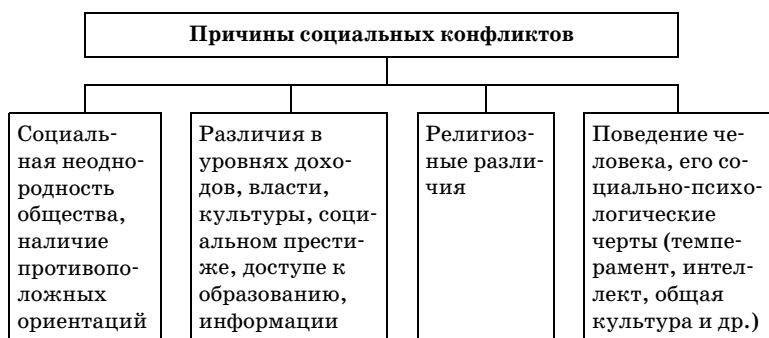 Причины социальных конфликтов
Социаль-
ная неодно-
родность
общества,
наличие
противопо-
ложных
ориентаций
Различия в
уровнях дохо-
дов, власти,
культуры, соци-
альном прести-
же, доступе к
образованию,
информации
Религиоз-
ные разли-
чия
Поведение че-
ловека, его со-
циально-психо-
логические
черты (темпе-
рамент, интел-
лект, общая
культура и др.)